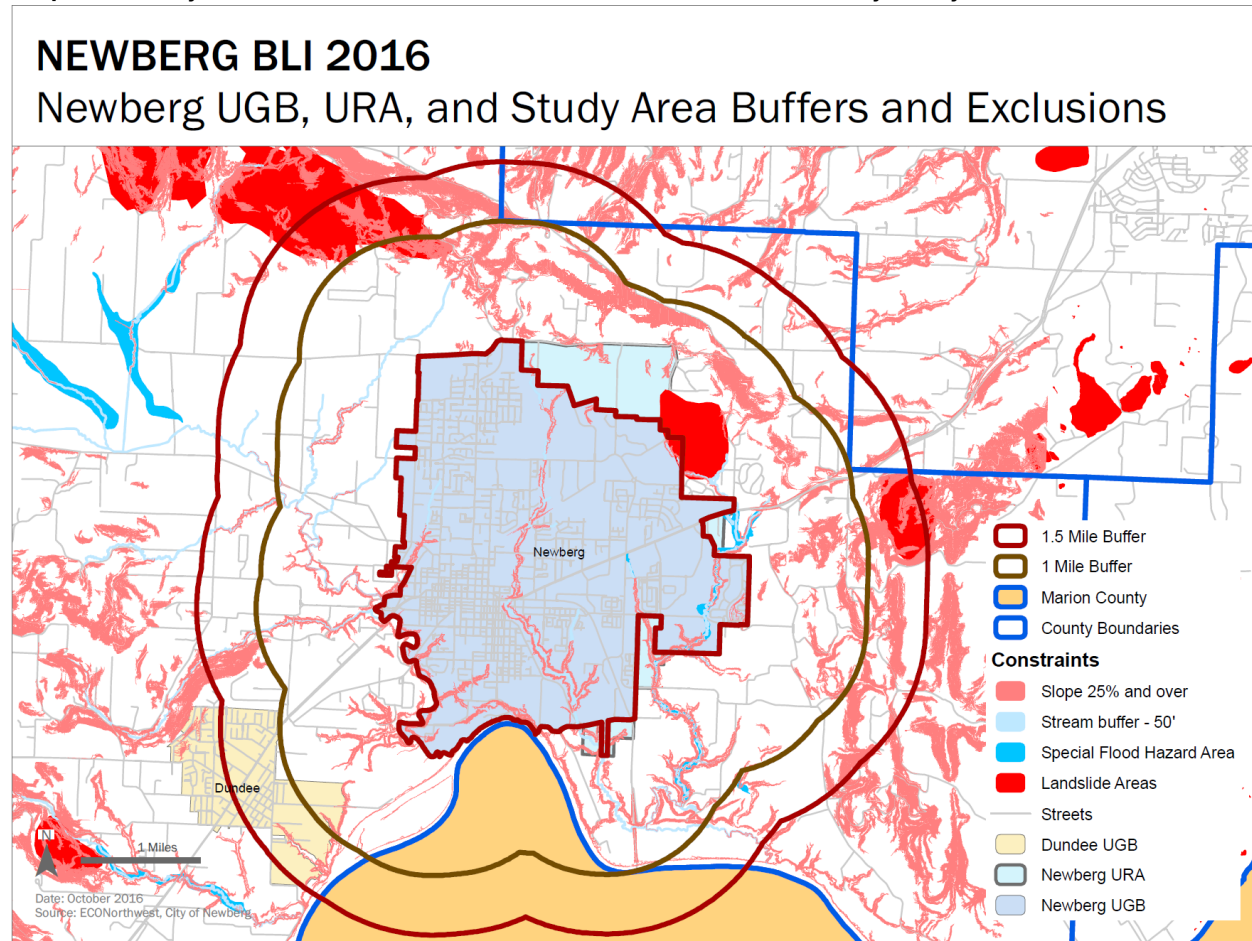 NEWBERG BLI 2016
Newberg UGB, URA, and Study Area Buffers and Exclusions
Newberg
Dundee
1.5 Mile Buffer
1 Mile Buffer
Marion County
County Boundaries
Constraints
Slope 25% and over
Stream buffer - 50'
Special Flood Hazard Area
Landslide Areas
Streets
Dundee UGB
Newberg URA
Newberg UGB
N
1 Miles
Date: October 2016
Source: ECONorthwest, City of Newberg